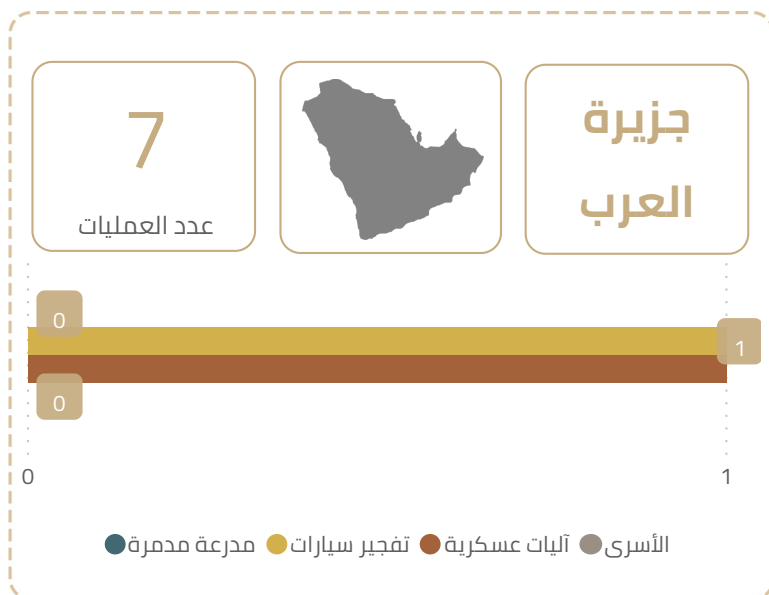 جزيرة
العرب
7
عدد العمليات
0
1
0
0
1
الأسرى
آليات عسكرية
تفجير سيارات
مدرعة مدمرة